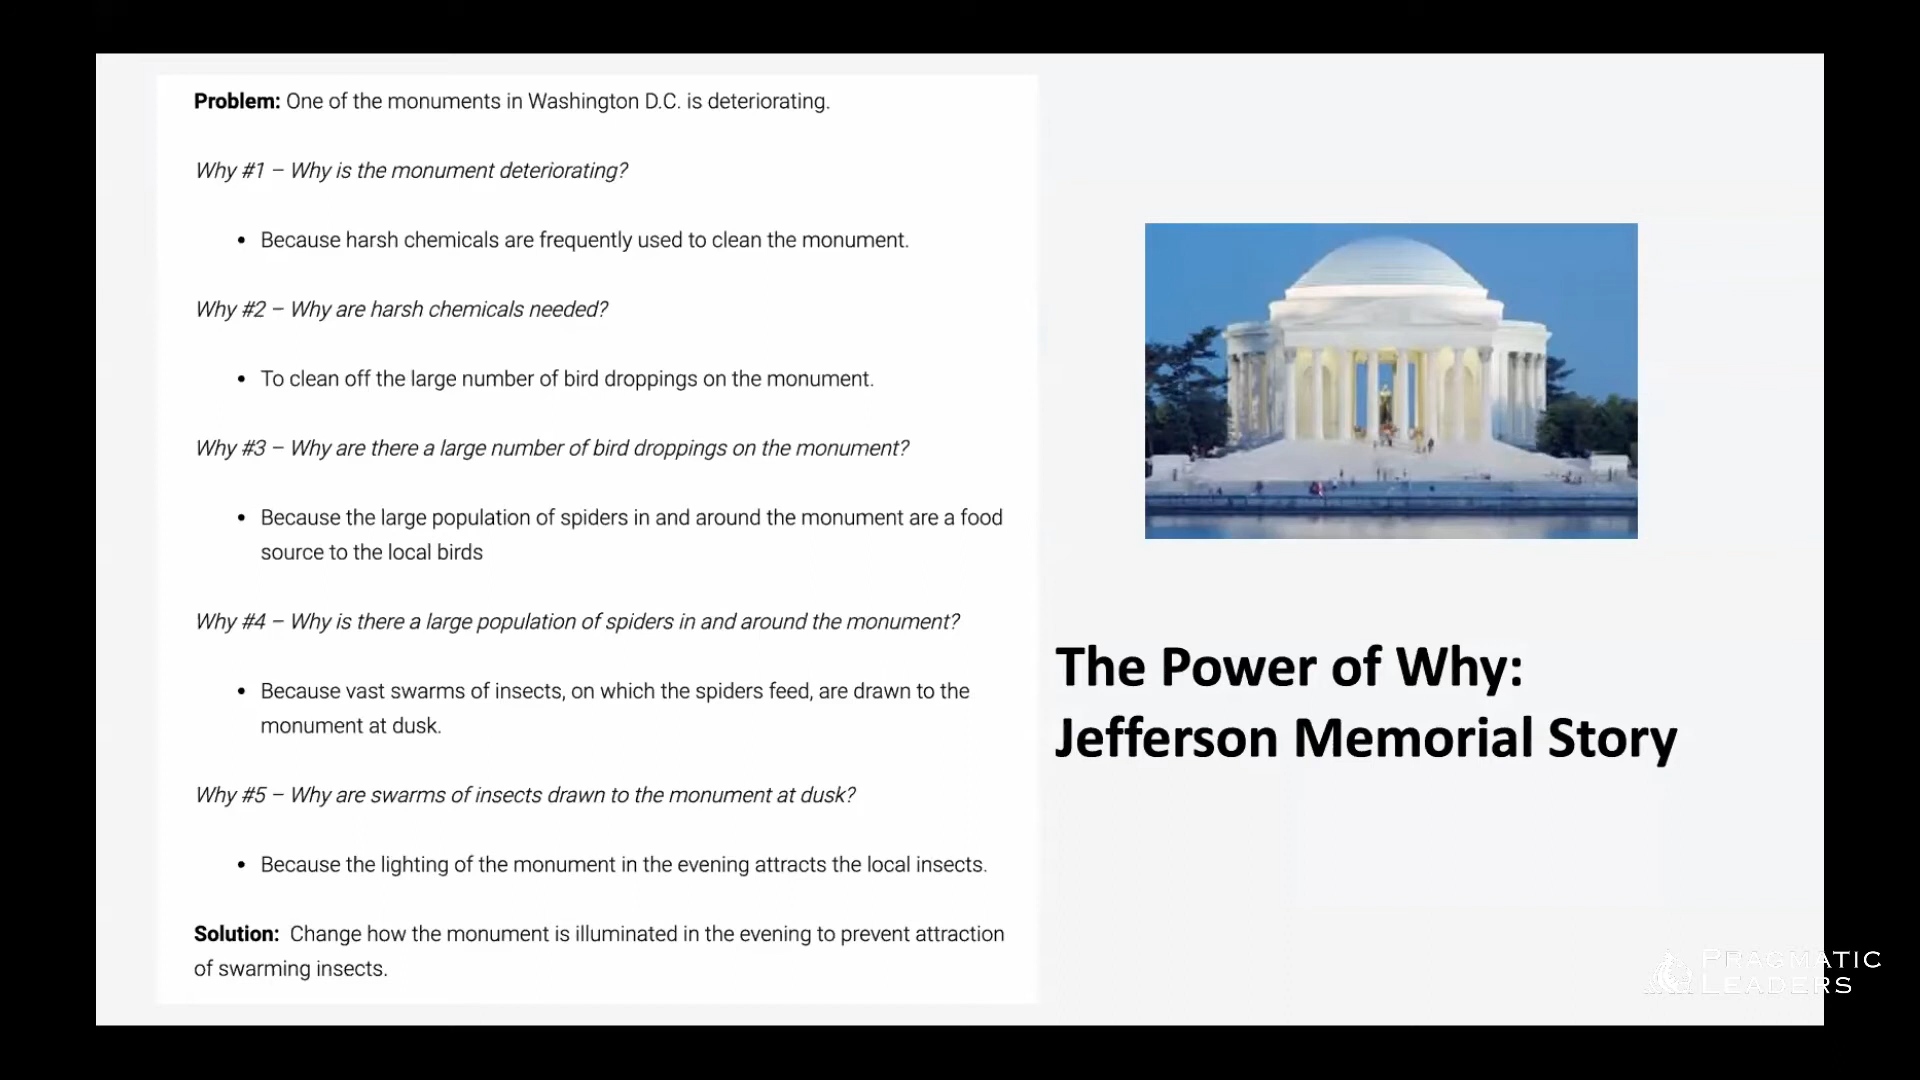 Problem: One of the monuments in Washington D.C. is deteriorating.
Why #1 – Why is the monument deteriorating?
• Because harsh chemicals are frequently used to clean the monument.
Why #2 – Why are harsh chemicals needed?
• To clean off the large number of bird droppings on the monument.
Why #3 – Why are there a large number of bird droppings on the monument?
• Because the large population of spiders in and around the monument are a food
source to the local birds
Why #4 – Why is there a large population of spiders in and around the monument?
• Because vast swarms of insects, on which the spiders feed, are drawn to the
monument at dusk.
Why #5 – Why are swarms of insects drawn to the monument at dusk?
• Because the lighting of the monument in the evening attracts the local insects.
Solution: Change how the monument is illuminated in the evening to prevent attraction
of swarming insects.
The Power of Why:
Jefferson Memorial Story
PRAGMATIC
LEADERS